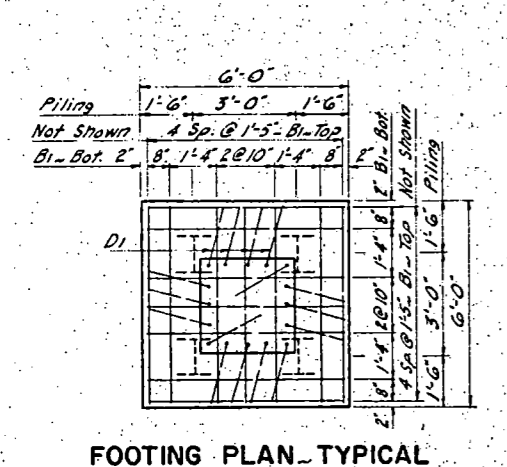 6'-0"
Piling 1'-6" 3'-0" 1'-6"
Not Shown 4 Sp. @ 1'-5" B1-Top
B1-Bot. 2" 8" 1'-4" 2@10" 1'-4" 8" 2"
D1
2" 8" 1'-4" 2@10" 1'-4" 8" 2" B1-Bot.
4 Sp. @ 1'-5" B1-Top Not Shown
1'-6" 3'-0" 1'-6" Piling
6'-0"
FOOTING PLAN-TYPICAL